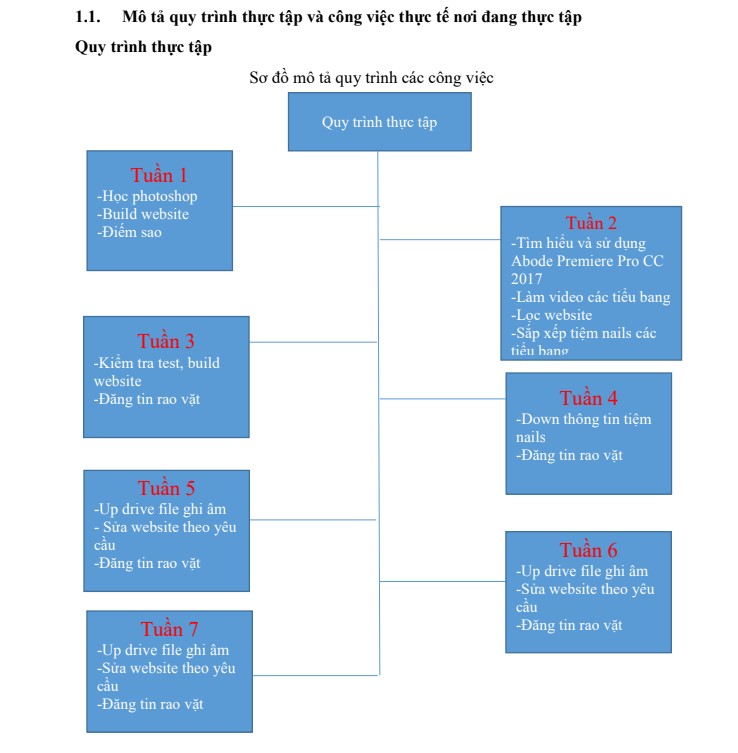 1.1. Mô tả quy trình thực tập và công việc thực tế nơi đang thực tập
Quy trình thực tập
Sơ đồ mô tả quy trình các công việc
Quy trình thực tập
Tuần 1
-Học photoshop
-Build website
-Điểm sao
Tuần 2
-Tìm hiểu và sử dụng
Abode Premiere Pro CC
2017
-Làm video các tiểu bang
-Lọc website
-Sắp xếp tiệm nails các
tiểu bang
Tuần 3
-Kiểm tra test, build
website
-Đăng tin rao vặt
Tuần 4
-Down thông tin tiệm
nails
-Đăng tin rao vặt
Tuần 5
-Up drive file ghi âm
- Sửa website theo yêu
cầu
-Đăng tin rao vặt
Tuần 6
-Up drive file ghi âm
-Sửa website theo yêu
cầu
-Đăng tin rao vặt
Tuần 7
-Up drive file ghi âm
-Sửa website theo yêu
cầu
-Đăng tin rao vặt